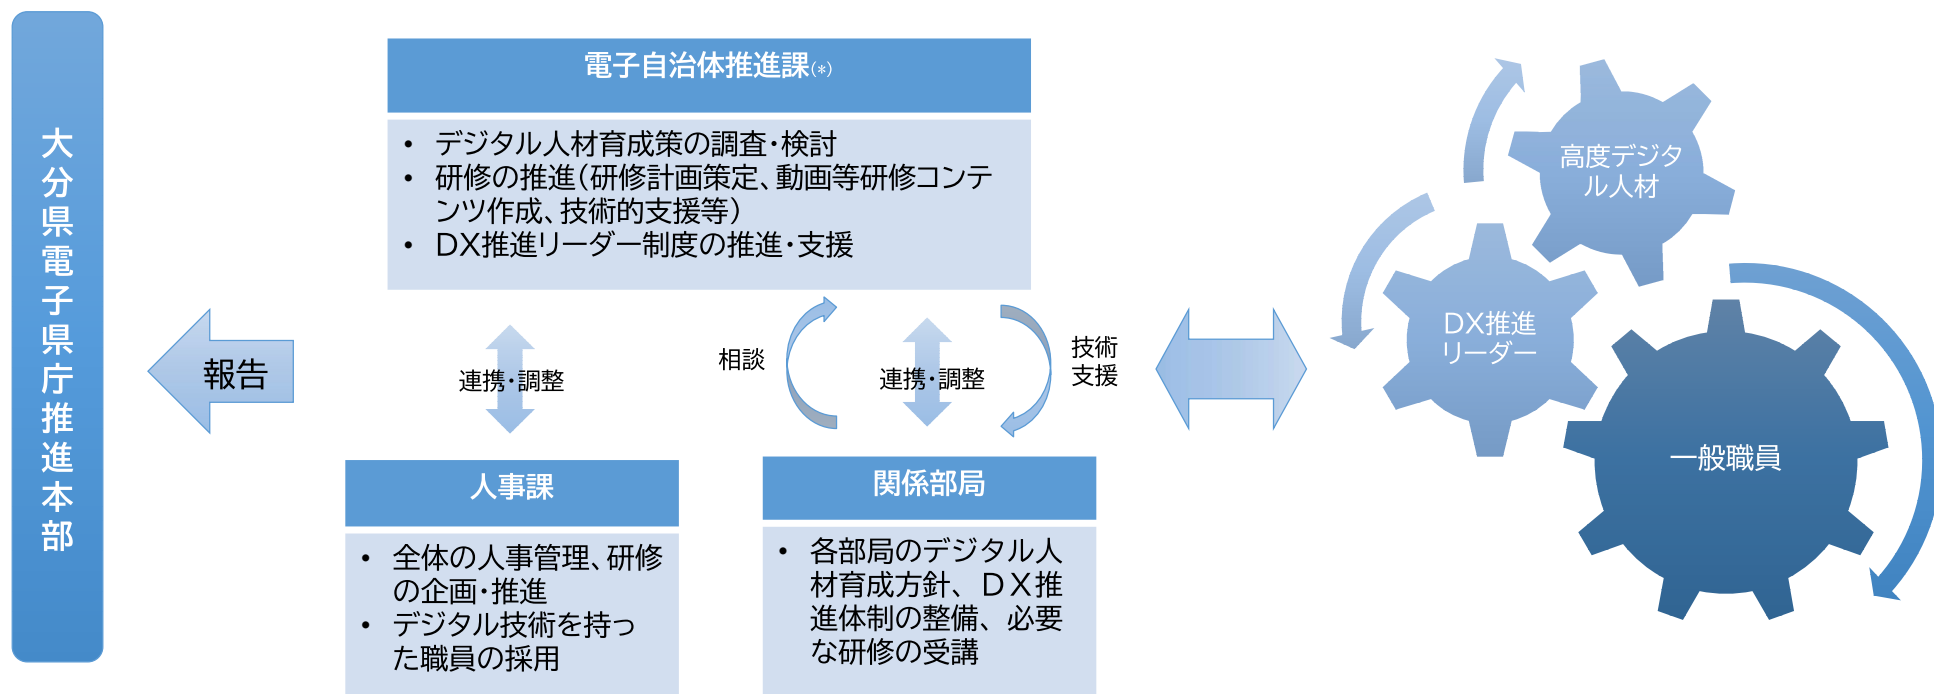 大分県電子県庁推進本部
報告
電子自治体推進課(*)
• デジタル人材育成策の調査・検討
• 研修の推進(研修計画策定、動画等研修コンテ
ンツ作成、技術的支援等)
• DX推進リーダー制度の推進・支援
連携・調整
相談
連携・調整
技術
支援
人事課
• 全体の人事管理、研修
の企画・推進
• デジタル技術を持っ
た職員の採用
関係部局
• 各部局のデジタル人
材育成方針、DX推
進体制の整備、必要
な研修の受講
高度デジタ
ル人材
DX推進
リーダー
一般職員